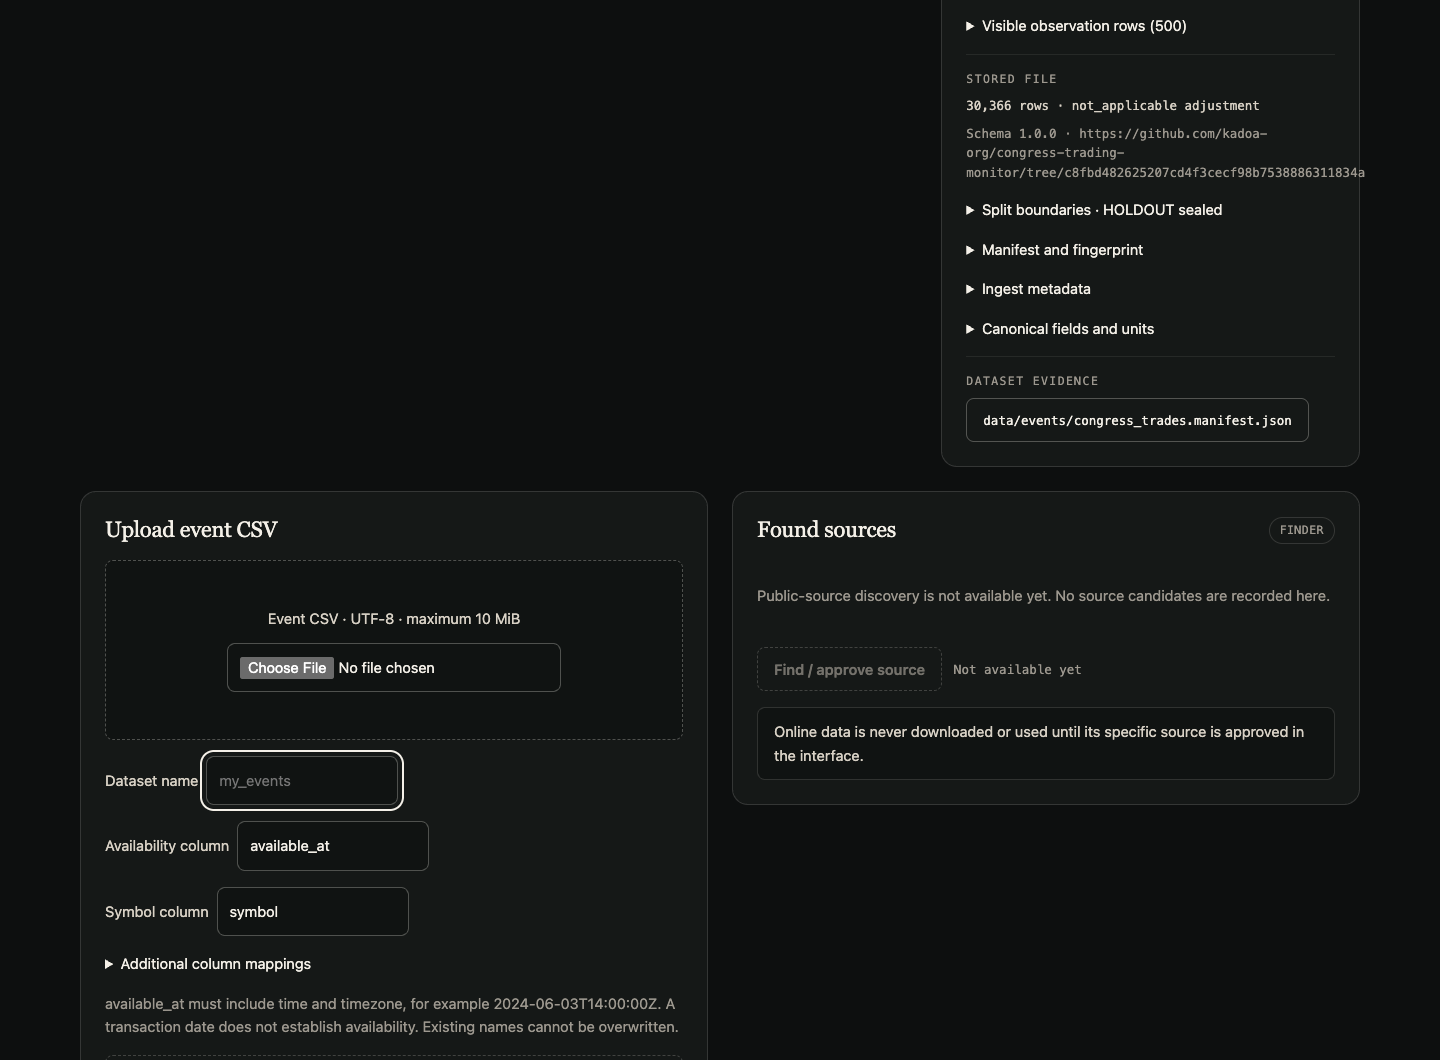 ▶ Visible observation rows (500)
STORED FILE
30,366 rows · not_applicable adjustment
Schema 1.0.0 · https://github.com/kadoa-
org/congress-trading-
monitor/tree/c8fbd482625207cd4f3cecf98b7538886311834a
▶ Split boundaries · HOLDOUT sealed
▶ Manifest and fingerprint
▶ Ingest metadata
▶ Canonical fields and units
DATASET EVIDENCE
data/events/congress_trades.manifest.json
Upload event CSV
Event CSV · UTF-8 · maximum 10 MiB
Choose File No file chosen
Dataset name my_events
Availability column available_at
Symbol column symbol
▶ Additional column mappings
available_at must include time and timezone, for example 2024-06-03T14:00:00Z. A
transaction date does not establish availability. Existing names cannot be overwritten.
Found sources
FINDER
Public-source discovery is not available yet. No source candidates are recorded here.
Find / approve source Not available yet
Online data is never downloaded or used until its specific source is approved in
the interface.